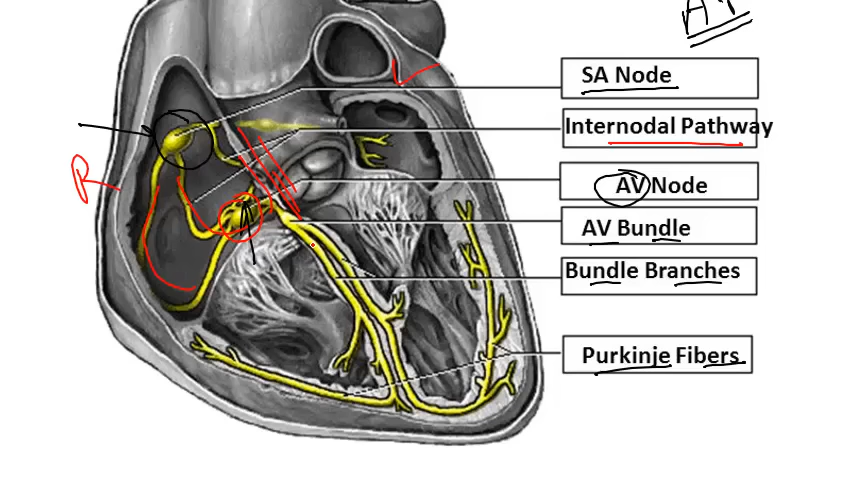 SA Node
Internodal Pathway
AV Node
AV Bundle
Bundle Branches
Purkinje Fibers
R